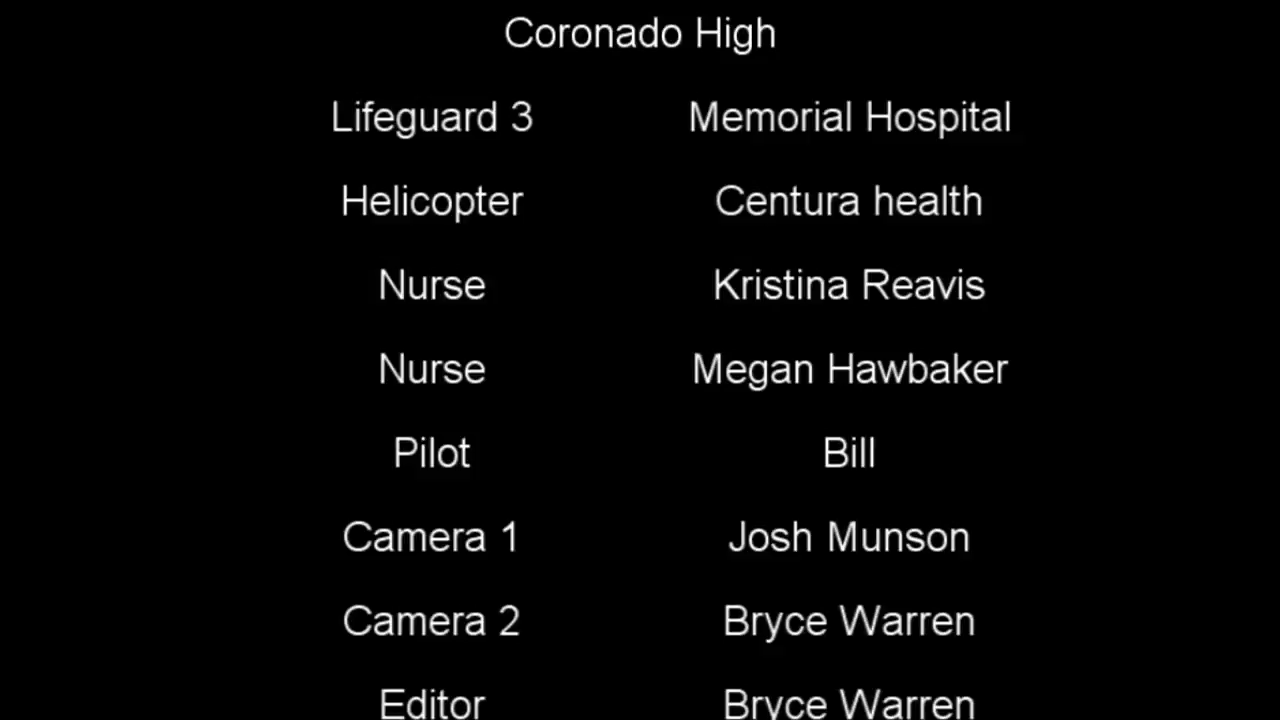 Coronado High
Lifeguard 3 Memorial Hospital
Helicopter Centura health
Nurse Kristina Reavis
Nurse Megan Hawbaker
Pilot Bill
Camera 1 Josh Munson
Camera 2 Bryce Warren
Editor Bryce Warren